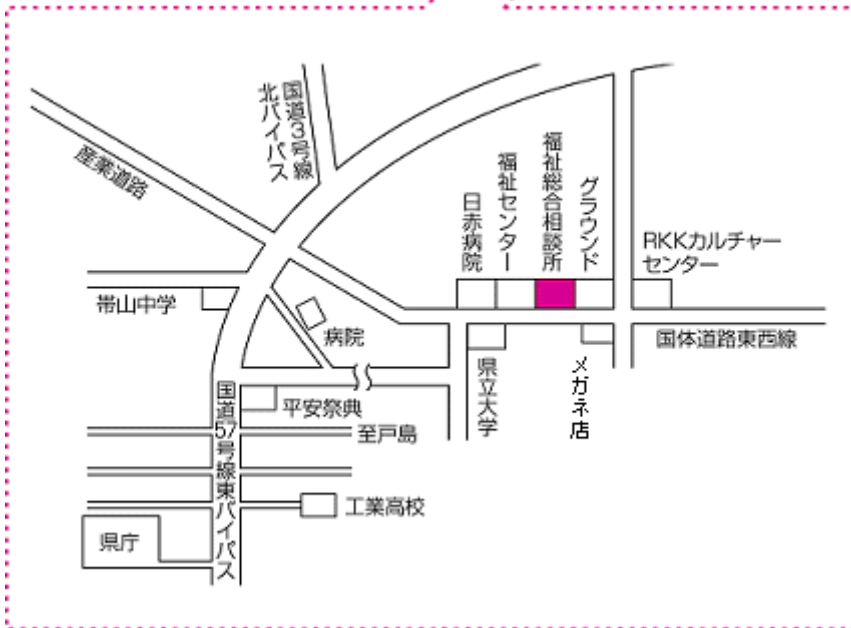 国道3号線
北バイパス
産業道路
日赤病院
福祉センター
福祉総合相談所
グラウンド
RKKカルチャー
センター
帯山中学
病院
国体道路東西線
県立大学
メガネ店
平安祭典
国道57号線東バイパス
至戸島
工業高校
県庁